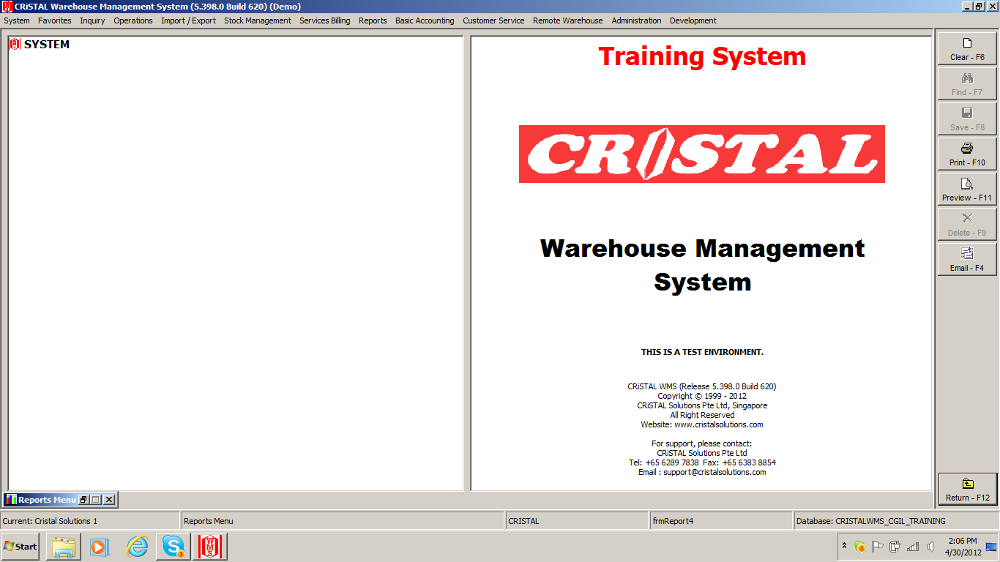 CRiSTAL Warehouse Management System (5.398.0 Build 620) (Demo)
System Favorites Inquiry Operations Import / Export Stock Management Services Billing Reports Basic Accounting Customer Service Remote Warehouse Administration Development
SYSTEM
Training System
CRiSTAL
Warehouse Management
System
THIS IS A TEST ENVIRONMENT.
CRiSTAL WMS (Release 5.398.0 Build 620)
Copyright © 1999 - 2012
CRiSTAL Solutions Pte Ltd, Singapore
All Right Reserved
Website: www.cristalsolutions.com
For support, please contact:
CRiSTAL Solutions Pte Ltd
Tel: +65 6289 7838 Fax: +65 6383 8854
Email : support@cristalsolutions.com
Clear - F6
Find - F7
Save - F8
Print - F10
Preview - F11
Delete - F9
Email - F4
Return - F12
Reports Menu
Current: Cristal Solutions 1 Reports Menu CRISTAL frmReport4 Database: CRISTALWMS_CGIL_TRAINING
Start
S 1
WMS
2:06 PM
4/30/2012